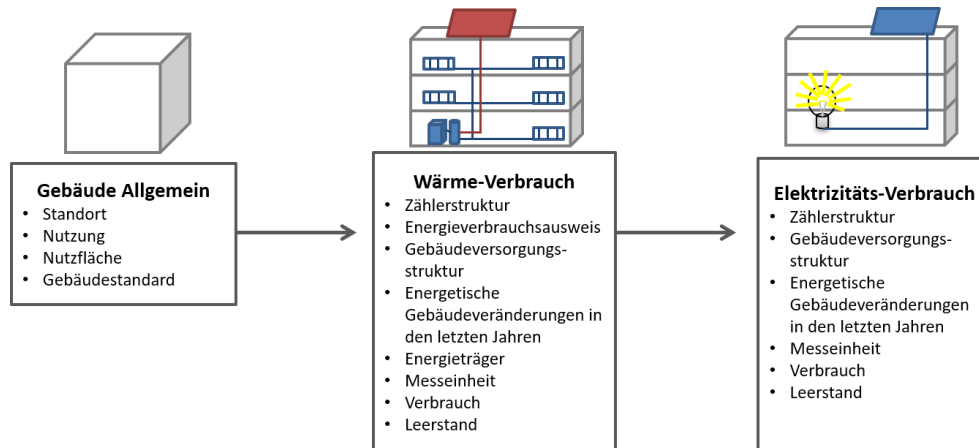 Gebäude Allgemein
• Standort
• Nutzung
• Nutzfläche
• Gebäudestandard
Wärme-Verbrauch
• Zählerstruktur
• Energieverbrauchsausweis
• Gebäudeversorgungs-
struktur
• Energetische
Gebäudeveränderungen in
den letzten Jahren
• Energieträger
• Messeinheit
• Verbrauch
• Leerstand
Elektrizitäts-Verbrauch
• Zählerstruktur
• Gebäudeversorgungs-
struktur
• Energetische
Gebäudeveränderungen
in den letzten Jahren
• Messeinheit
• Verbrauch
• Leerstand